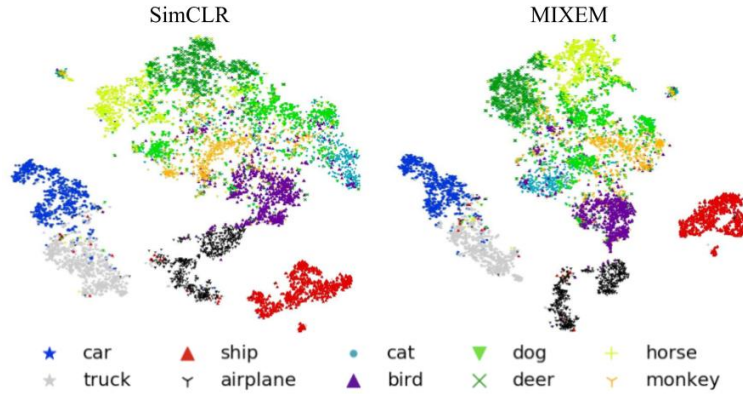 SimCLR MIXEM
car ship cat dog horse
truck airplane bird deer monkey